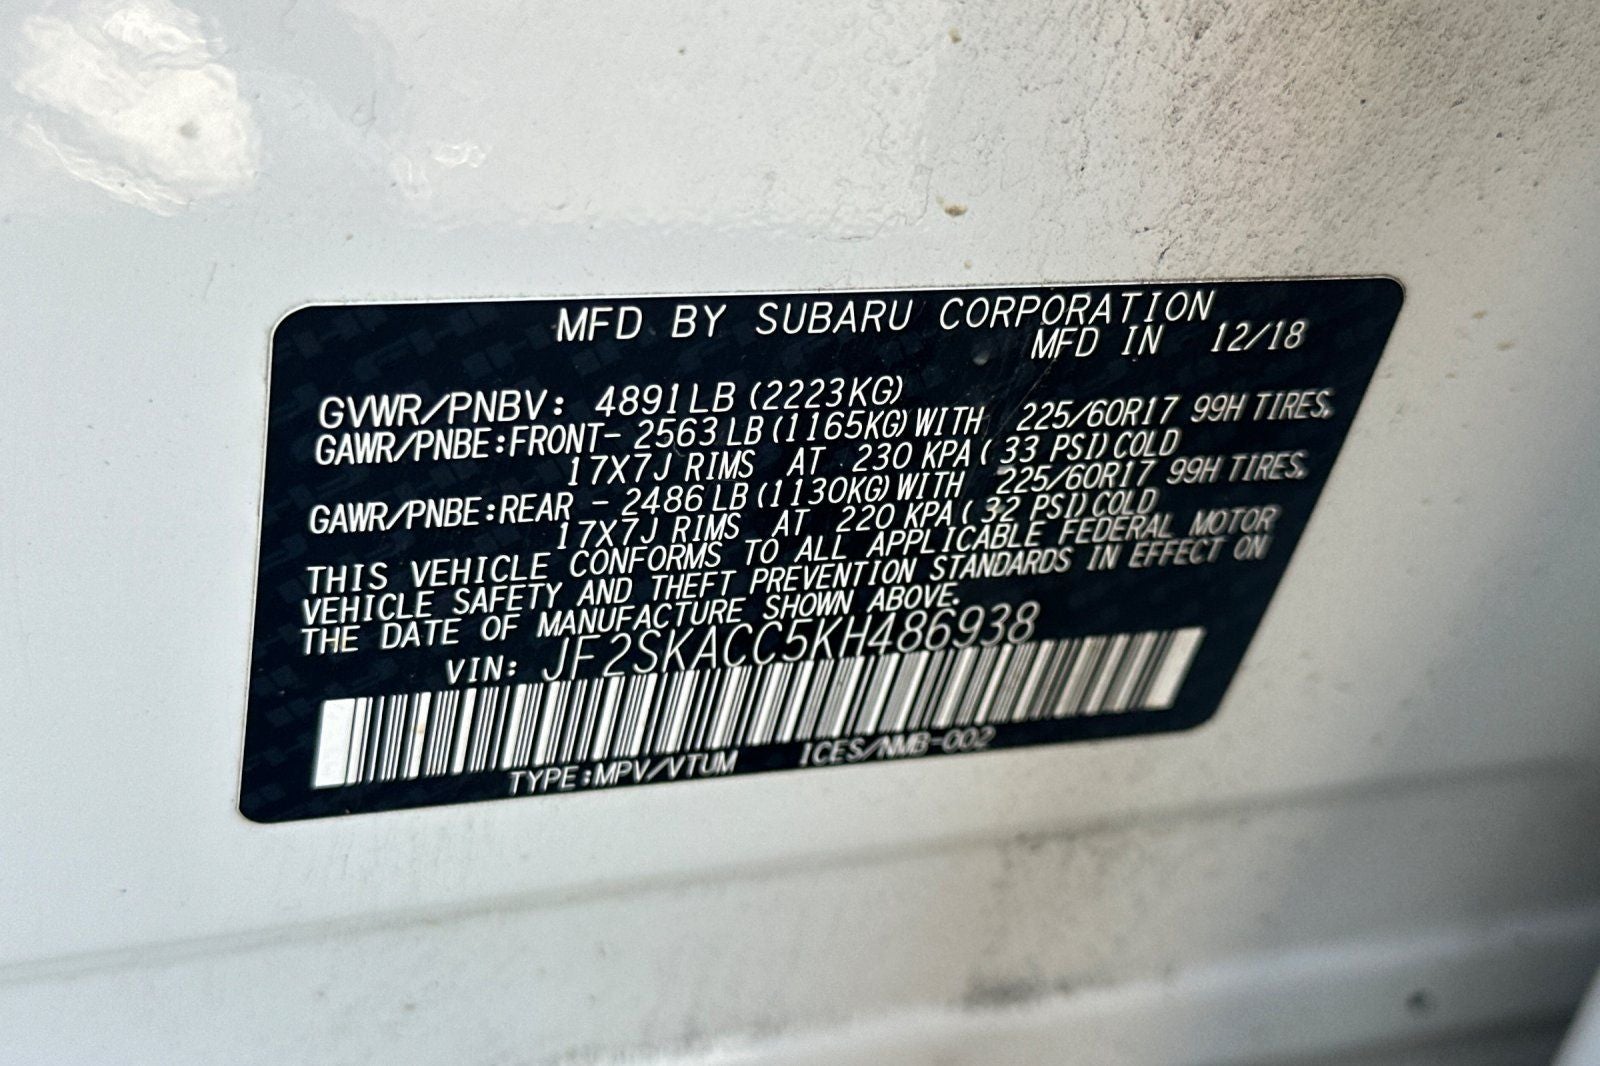 MFD BY SUBARU CORPORATION
MFD IN 12/18
GVWR/PNBV: 4891LB (2223KG)
GAWR/PNBE:FRONT- 2563 LB (1165KG) WITH 225/60R17 99H TIRES,
17X7J RIMS AT 230 KPA ( 33 PSI) COLD
GAWR/PNBE:REAR - 2486 LB (1130KG) WITH 225/60R17 99H TIRES,
17X7J RIMS AT 220 KPA ( 32 PSI) COLD
THIS VEHICLE CONFORMS TO ALL APPLICABLE FEDERAL MOTOR
VEHICLE SAFETY AND THEFT PREVENTION STANDARDS IN EFFECT ON
THE DATE OF MANUFACTURE SHOWN ABOVE.
VIN: JF2SKACC5KH486938
TYPE:MPV/VTUM ICES/NMB-002